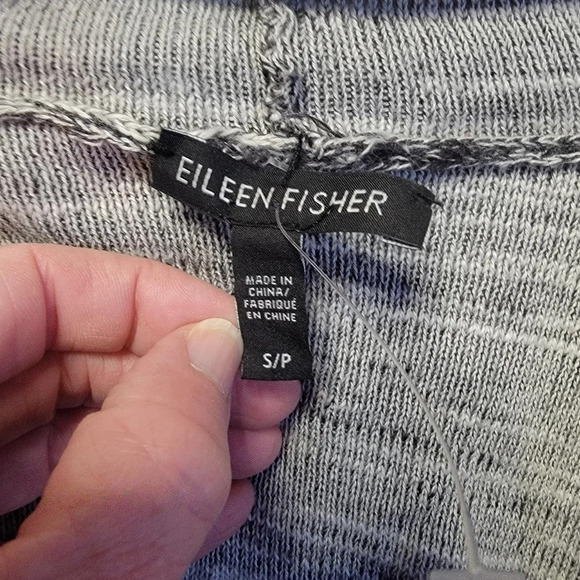 EILEEN FISHER
MADE IN
CHINA/
FABRIQUÉ
EN CHINE
S/P